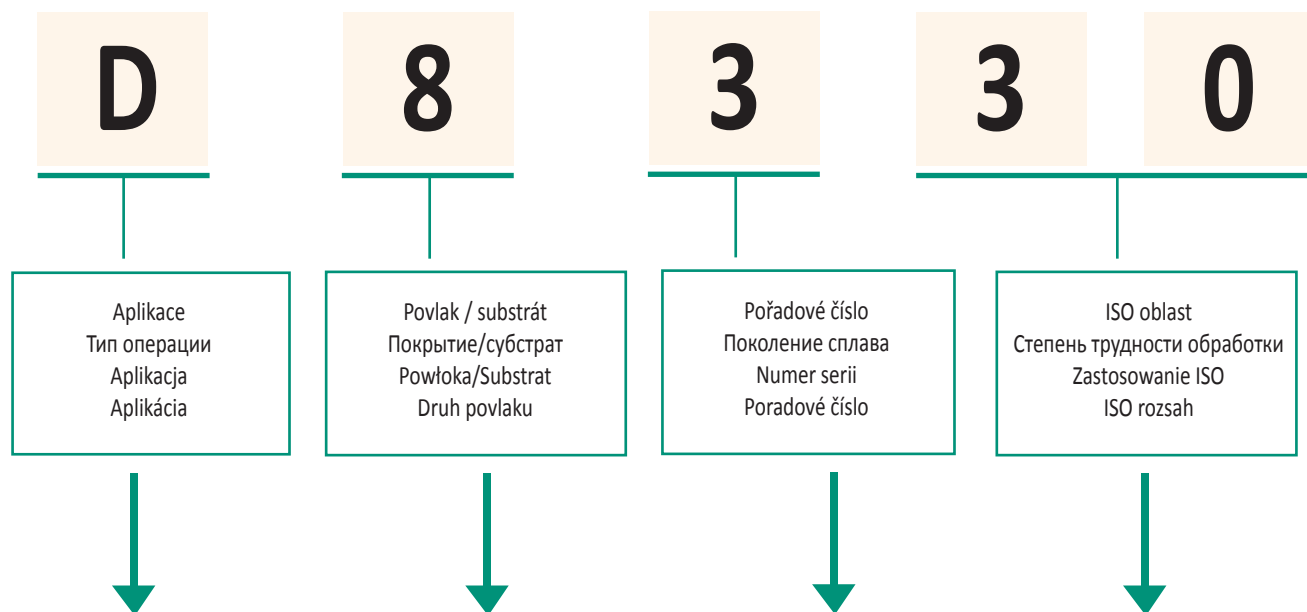 D 8 3 3 0
Aplikace
Тип операции
Aplikacja
Aplikácia
Povlak / substrát
Покрытие/субстрат
Powłoka/Substrat
Druh povlaku
Pořadové číslo
Поколение сплава
Numer serii
Poradové číslo
ISO oblast
Степень трудности обработки
Zastosowanie ISO
ISO rozsah